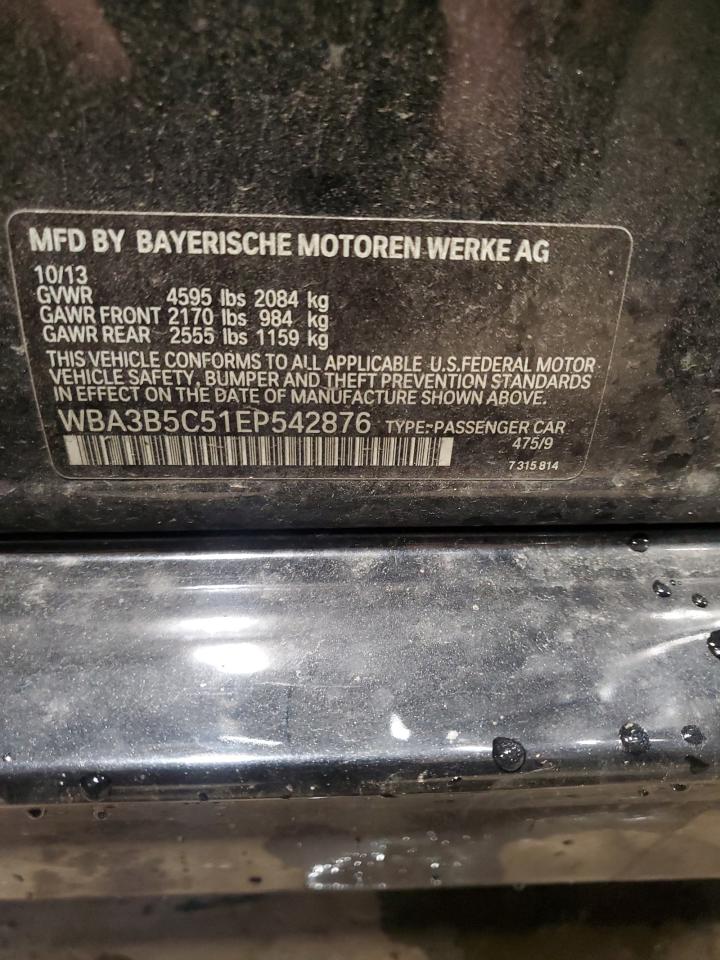 MFD BY BAYERISCHE MOTOREN WERKE AG
10/13
GVWR 4595 lbs 2084 kg
GAWR FRONT 2170 lbs 984 kg
GAWR REAR 2555 lbs 1159 kg
THIS VEHICLE CONFORMS TO ALL APPLICABLE U.S.FEDERAL MOTOR
VEHICLE SAFETY, BUMPER AND THEFT PREVENTION STANDARDS
IN EFFECT ON THE DATE OF MANUFACTURE SHOWN ABOVE.
WBA3B5C51EP542876 TYPE-PASSENGER CAR
475/9
7 315 814